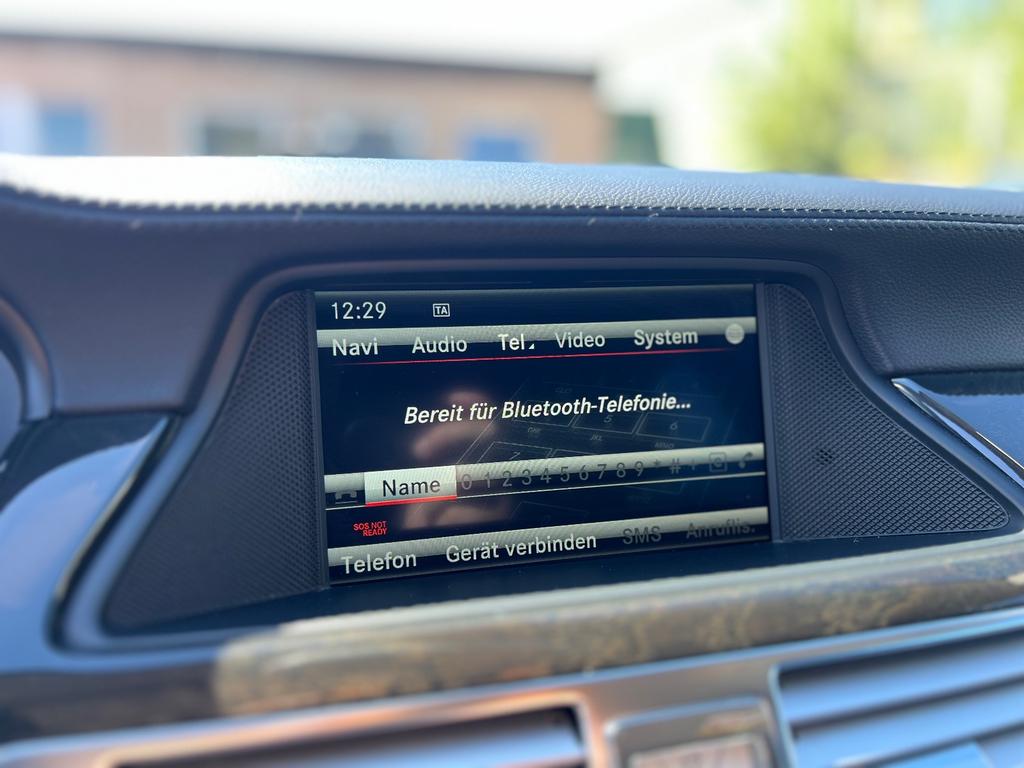 12:29 TA
Navi Audio Tel Video System
Bereit für Bluetooth-Telefonie...
Name 0 1 2 3 4 5 6 7 8 9 * # +
SOS NOT
READY
Telefon Gerät verbinden SMS Anruflis.